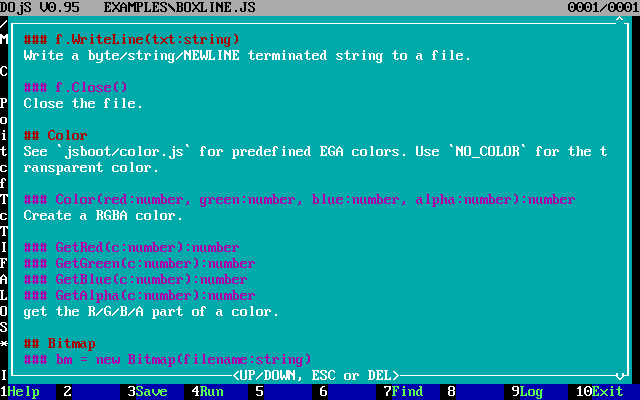 DOjS V0.95 EXAMPLES\BOXLINE.JS 0001/0001
/
M ### f.WriteLine(txt:string)
Write a byte/string/NEWLINE terminated string to a file.
C
### f.Close()
P Close the file.
o
i ## Color
t See `jsboot/color.js` for predefined EGA colors. Use `NO_COLOR` for the t
c ransparent color.
f
T ### Color(red:number, green:number, blue:number, alpha:number):number
c Create a RGBA color.
T
I ### GetRed(c:number):number
F ### GetGreen(c:number):number
A ### GetBlue(c:number):number
L ### GetAlpha(c:number):number
O get the R/G/B/A part of a color.
S
* ## Bitmap
### bm = new Bitmap(filename:string)
I <UP/DOWN, ESC or DEL>
1Help 2 3Save 4Run 5 6 7Find 8 9Log 10Exit